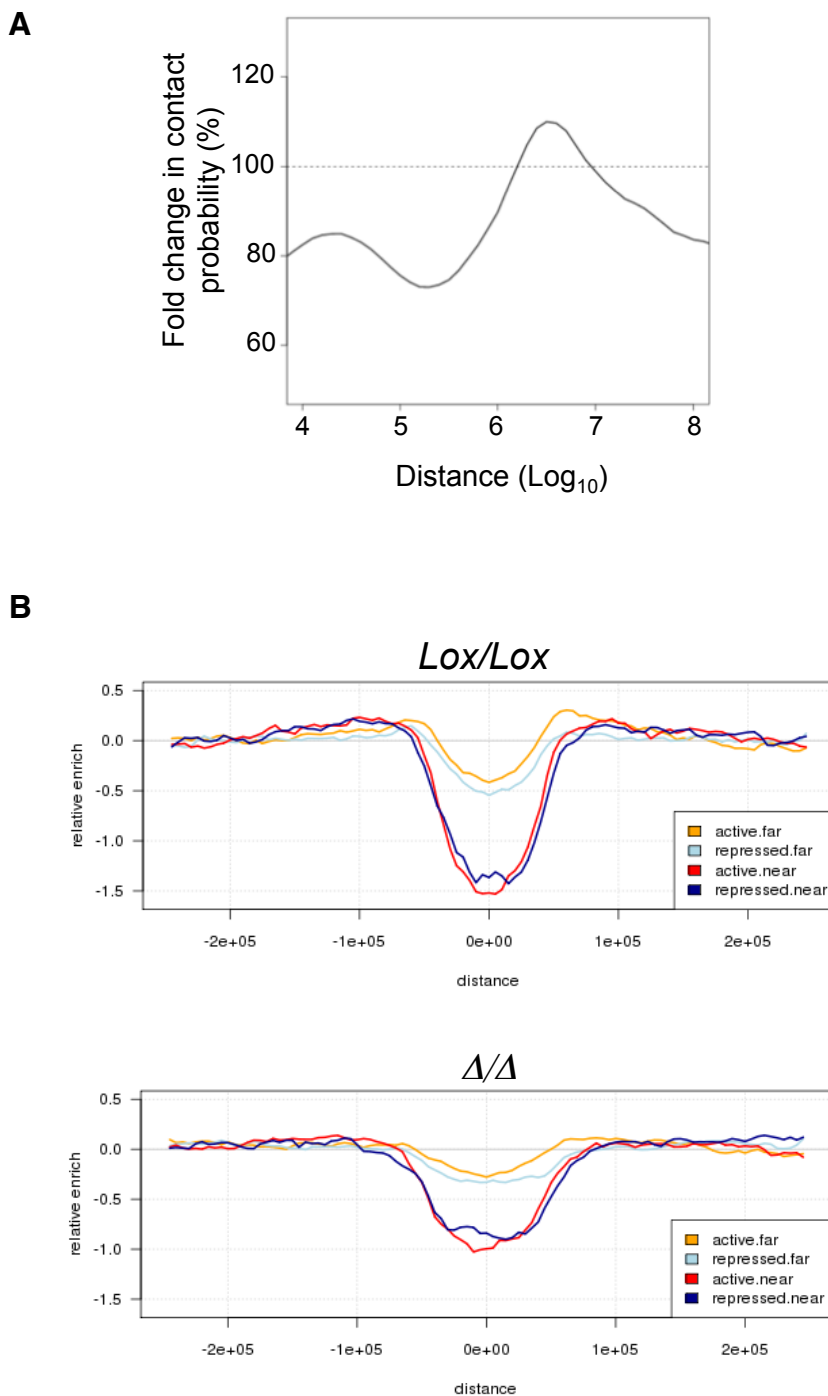 A
Fold change in contact
probability (%)
120
100
80
60
4 5 6 7 8
Distance (Log10)
B
Lox/Lox
relative enrich
0.5
0.0
-0.5
-1.0
-1.5
active.far
repressed.far
active.near
repressed.near
-2e+05 -1e+05 0e+00 1e+05 2e+05
distance
Δ/Δ
relative enrich
0.5
0.0
-0.5
-1.0
-1.5
active.far
repressed.far
active.near
repressed.near
-2e+05 -1e+05 0e+00 1e+05 2e+05
distance